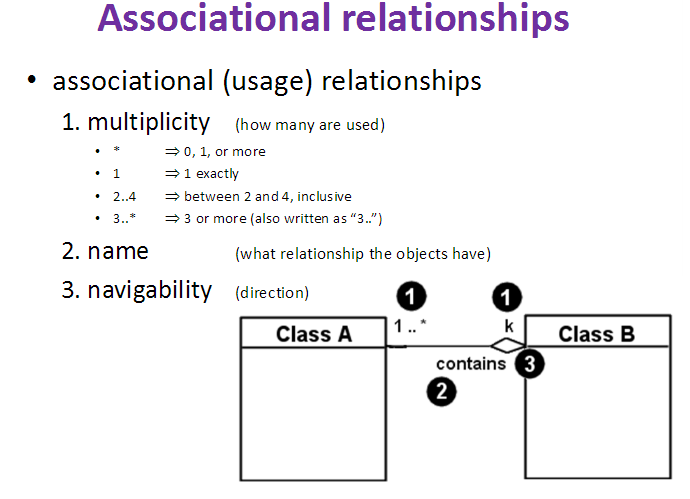 Associational relationships
• associational (usage) relationships
1. multiplicity (how many are used)
• * ⇒ 0, 1, or more
• 1 ⇒ 1 exactly
• 2..4 ⇒ between 2 and 4, inclusive
• 3..* ⇒ 3 or more (also written as “3..”)
2. name (what relationship the objects have)
3. navigability (direction)
1 1
Class A 1..* k Class B
contains 3
2